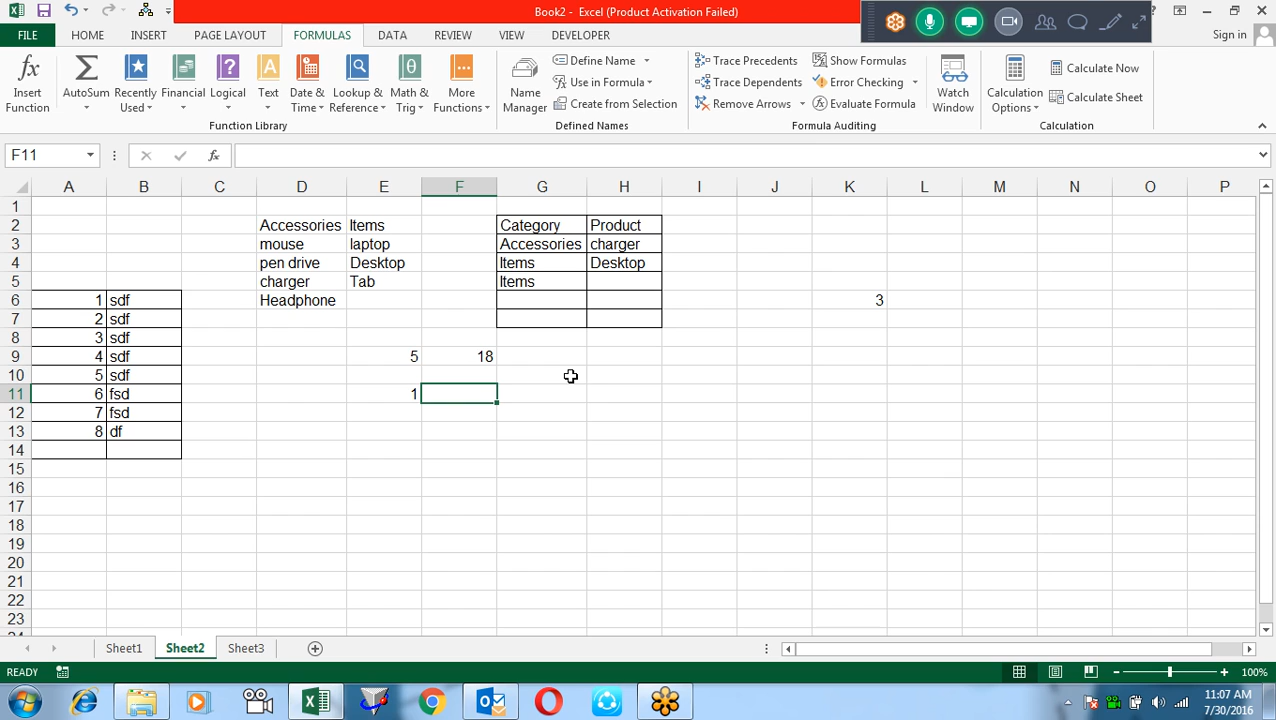 Book2 - Excel (Product Activation Failed)
FILE
HOME
INSERT
PAGE LAYOUT
FORMULAS
DATA
REVIEW
VIEW
DEVELOPER
Sign in
Insert
Function
AutoSum
Recently
Used
Financial
Logical
Text
Date &
Time
Lookup &
Reference
Math &
Trig
More
Functions
Function Library
Name
Manager
Define Name
Use in Formula
Create from Selection
Defined Names
Trace Precedents
Trace Dependents
Remove Arrows
Show Formulas
Error Checking
Evaluate Formula
Formula Auditing
Watch
Window
Calculation
Options
Calculate Now
Calculate Sheet
Calculation
F11
fx
A B C D E F G H I J K L M N O P
1
2 Accessories Items Category Product
3 mouse laptop Accessories charger
4 pen drive Desktop Items Desktop
5 charger Tab Items
6 1 sdf Headphone 3
7 2 sdf
8 3 sdf
9 4 sdf 5 18
10 5 sdf
11 6 fsd 1
12 7 fsd
13 8 df
14
15
16
17
18
19
20
21
22
23
Sheet1 Sheet2 Sheet3
READY
100%
11:07 AM
7/30/2016